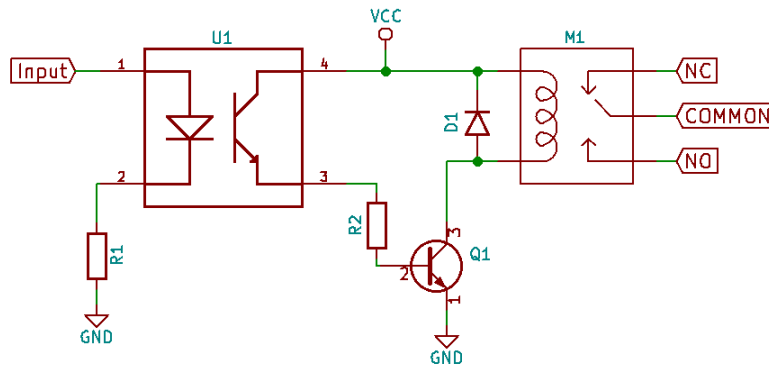 VCC
U1
M1
Input
1
4
NC
D1
COMMON
2
3
NO
R2
3
R1
2
Q1
1
GND
GND